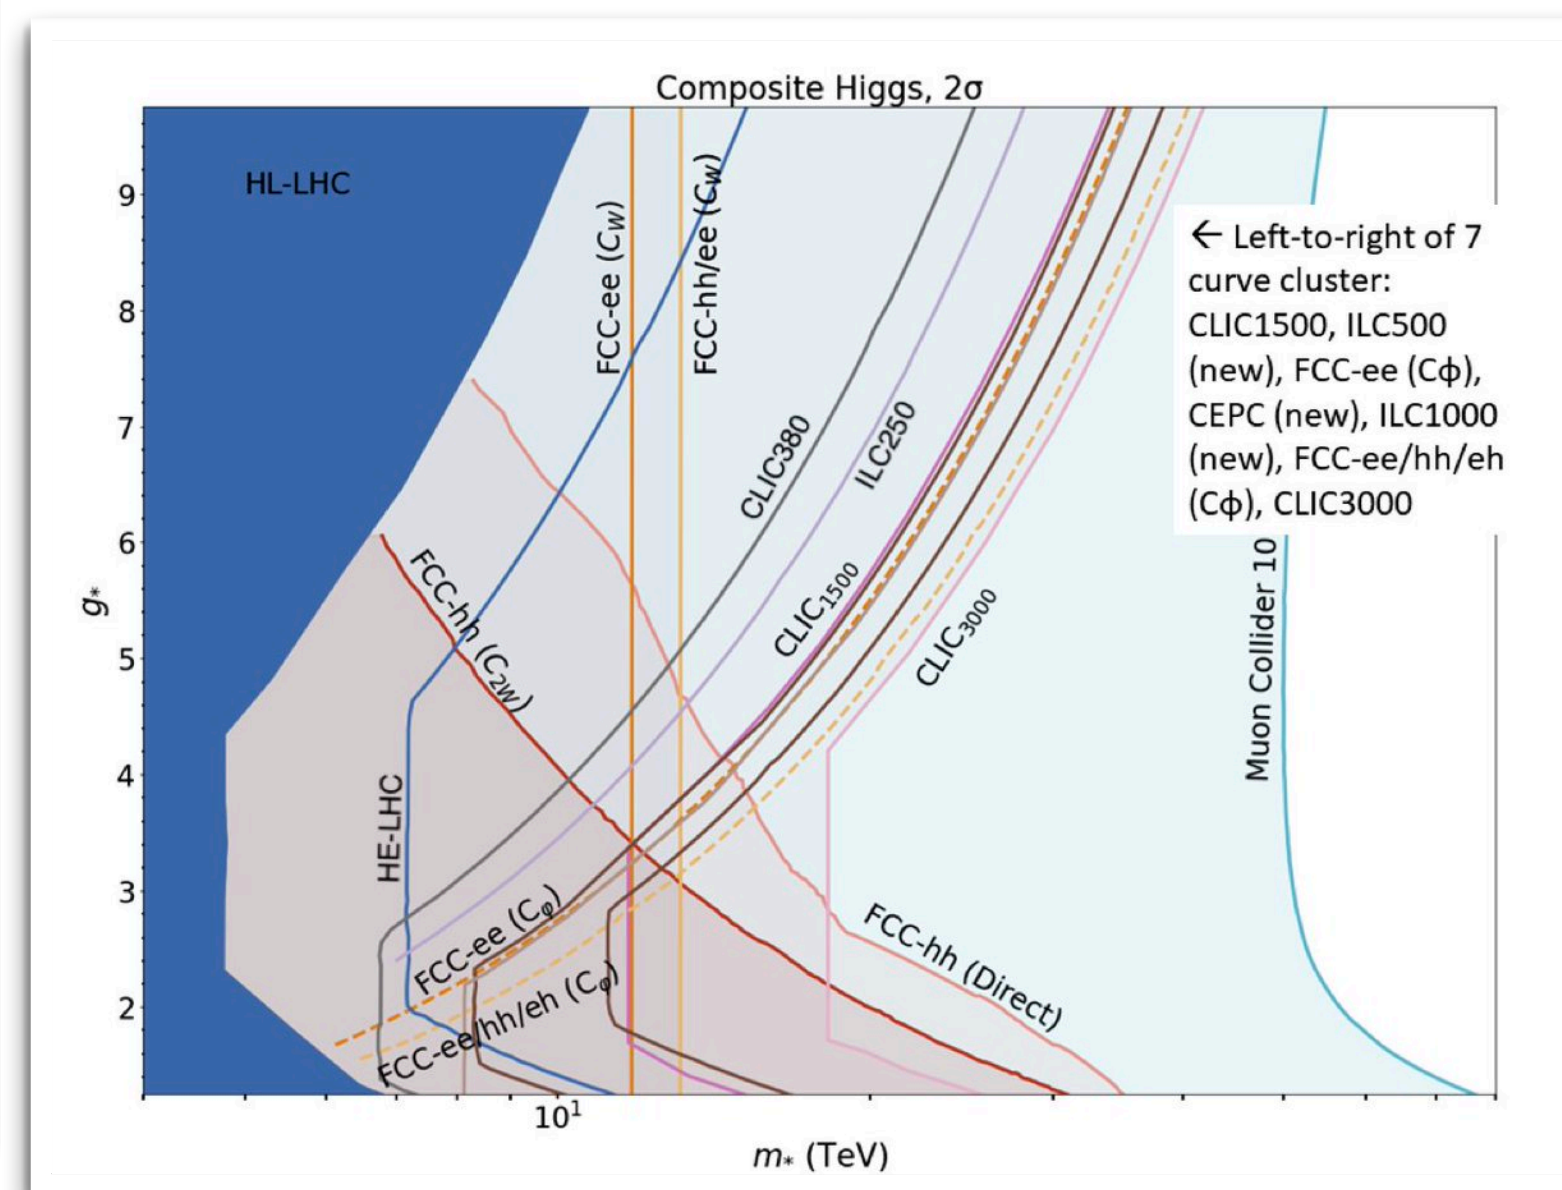 Composite Higgs, 2σ
HL-LHC
9
8
7
6
5
4
3
2
g*
FCC-ee (CW)
FCC-hh/ee (CW)
CLIC380
ILC250
CLIC1500
CLIC3000
FCC-hh (C2W)
HE-LHC
FCC-ee (Cφ)
FCC-ee/hh/eh (Cφ)
FCC-hh (Direct)
Muon Collider 10
← Left-to-right of 7
curve cluster:
CLIC1500, ILC500
(new), FCC-ee (Cϕ),
CEPC (new), ILC1000
(new), FCC-ee/hh/eh
(Cϕ), CLIC3000
10¹
m* (TeV)